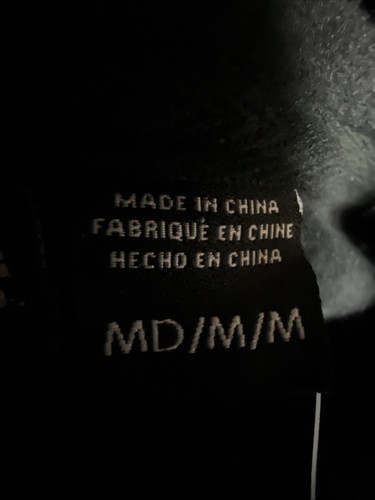 MADE IN CHINA
FABRIQUÉ EN CHINE
HECHO EN CHINA
MD/M/M